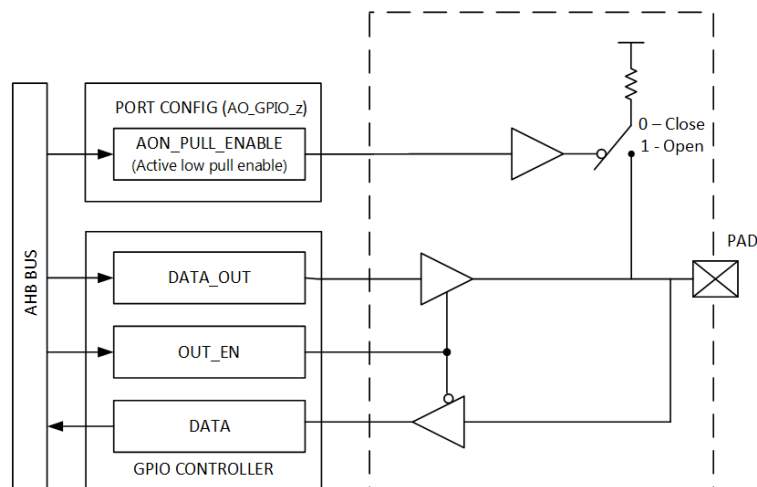 PORT CONFIG (AO_GPIO_z)
AON_PULL_ENABLE
(Active low pull enable)
0 – Close
1 - Open
PAD
AHB BUS
DATA_OUT
OUT_EN
DATA
GPIO CONTROLLER